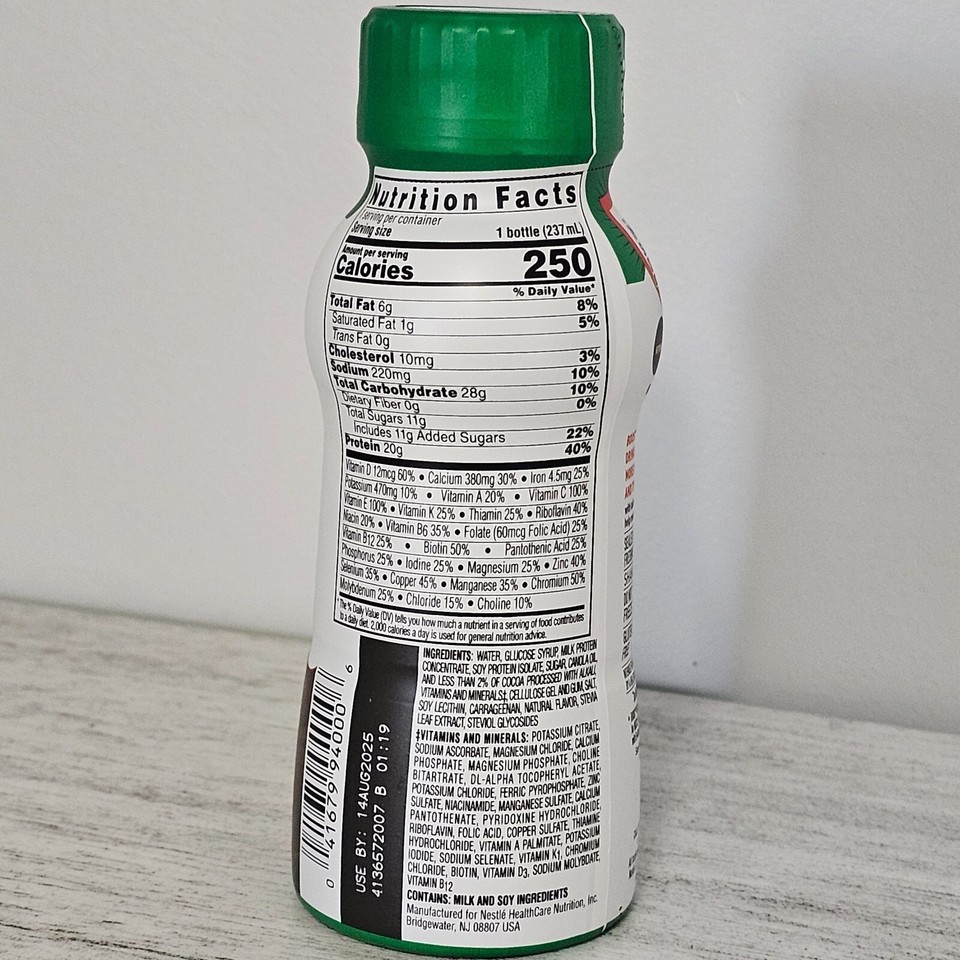 Nutrition Facts
1 Serving per container
Serving size 1 bottle (237mL)
Amount per serving
Calories 250
% Daily Value*
Total Fat 6g 8%
Saturated Fat 1g 5%
Trans Fat 0g
Cholesterol 10mg 3%
Sodium 220mg 10%
Total Carbohydrate 28g 10%
Dietary Fiber 0g 0%
Total Sugars 11g
Includes 11g Added Sugars 22%
Protein 20g 40%
Vitamin D 12mcg 60% • Calcium 380mg 30% • Iron 4.5mg 25%
Potassium 470mg 10% • Vitamin A 20% • Vitamin C 100%
Vitamin E 100% • Vitamin K 25% • Thiamin 25% • Riboflavin 40%
Niacin 20% • Vitamin B6 35% • Folate (60mcg Folic Acid) 25%
Vitamin B12 25% • Biotin 50% • Pantothenic Acid 25%
Phosphorus 25% • Iodine 25% • Magnesium 25% • Zinc 40%
Selenium 35% • Copper 45% • Manganese 35% • Chromium 50%
Molybdenum 25% • Chloride 15% • Choline 10%
*The % Daily Value (DV) tells you how much a nutrient in a serving of food contributes
to a daily diet. 2,000 calories a day is used for general nutrition advice.
INGREDIENTS: WATER, GLUCOSE SYRUP, MILK PROTEIN
CONCENTRATE, SOY PROTEIN ISOLATE, SUGAR, CANOLA OIL,
AND LESS THAN 2% OF COCOA PROCESSED WITH ALKALI,
VITAMINS AND MINERALS‡, CELLULOSE GEL AND GUM, SALT,
SOY LECITHIN, CARRAGEENAN, NATURAL FLAVOR, STEVIA
LEAF EXTRACT, STEVIOL GLYCOSIDES
‡VITAMINS AND MINERALS: POTASSIUM CITRATE,
SODIUM ASCORBATE, MAGNESIUM CHLORIDE, CALCIUM
PHOSPHATE, MAGNESIUM PHOSPHATE, CHOLINE
BITARTRATE, DL-ALPHA TOCOPHERYL ACETATE,
POTASSIUM CHLORIDE, FERRIC PYROPHOSPHATE, ZINC
SULFATE, NIACINAMIDE, MANGANESE SULFATE, CALCIUM
PANTOTHENATE, PYRIDOXINE HYDROCHLORIDE,
RIBOFLAVIN, FOLIC ACID, COPPER SULFATE, THIAMINE
HYDROCHLORIDE, VITAMIN A PALMITATE, POTASSIUM
IODIDE, SODIUM SELENATE, VITAMIN K1, CHROMIUM
CHLORIDE, BIOTIN, VITAMIN D3, SODIUM MOLYBDATE,
VITAMIN B12
CONTAINS: MILK AND SOY INGREDIENTS
Manufactured for Nestlé HealthCare Nutrition, Inc.
Bridgewater, NJ 08807 USA
USE BY: 14AUG2025
4136572007 B 01:19
0 41679 94000 6